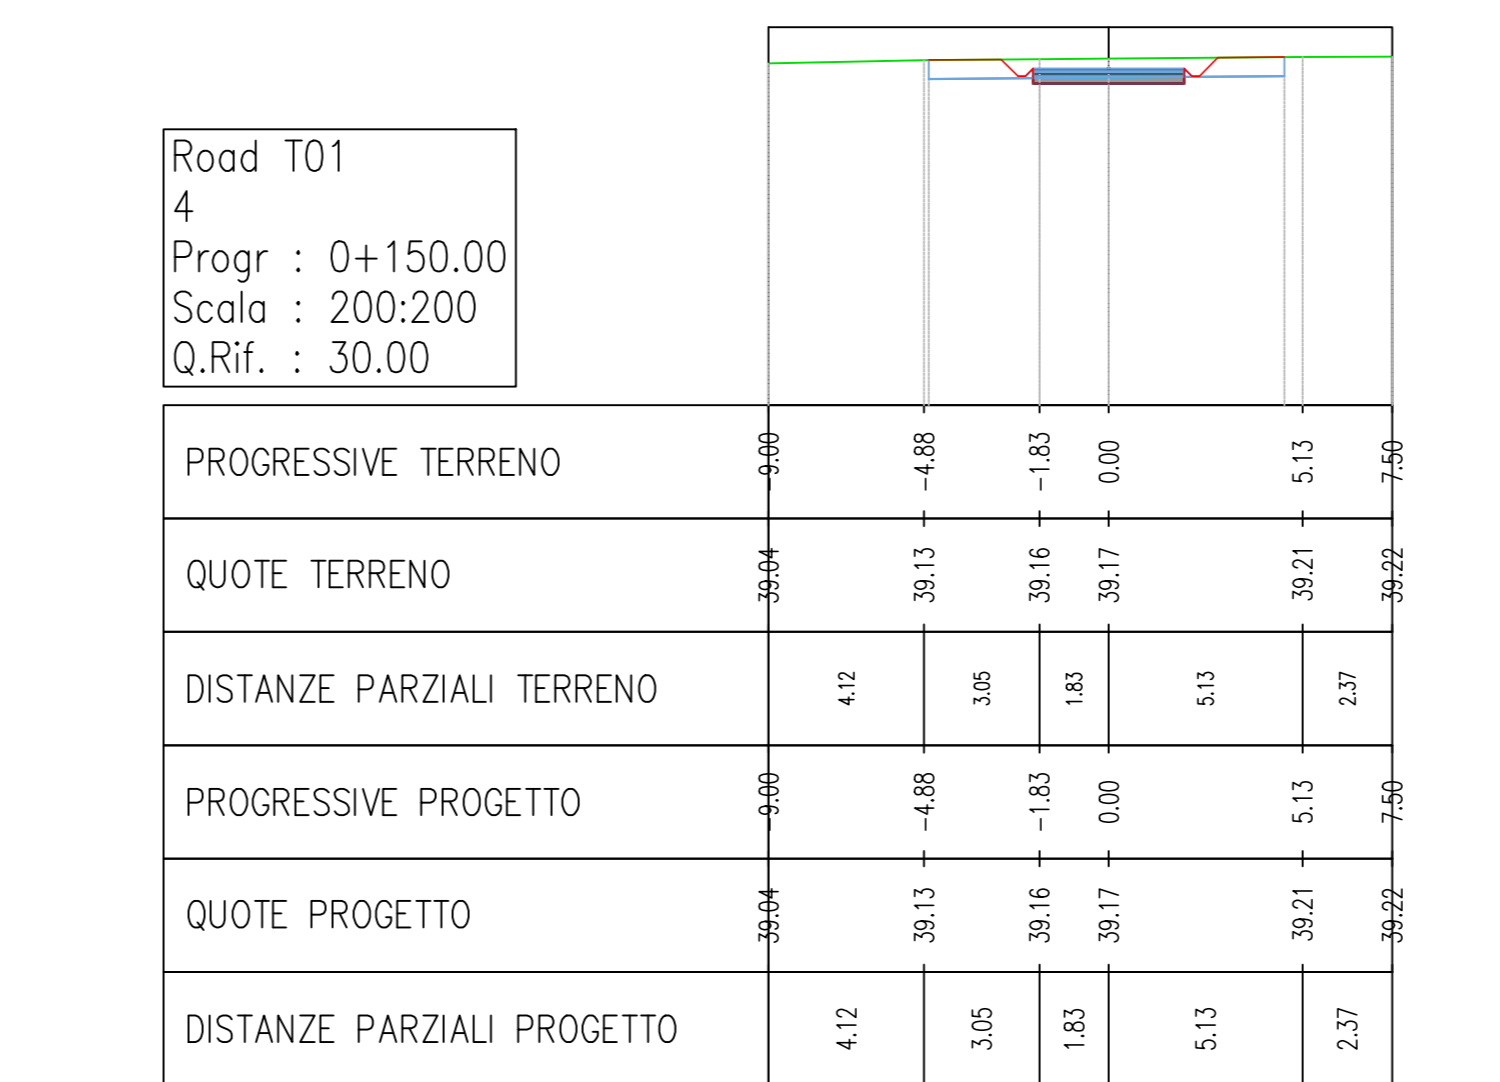 Road T01
4
Progr : 0+150.00
Scala : 200:200
Q.Rif. : 30.00
PROGRESSIVE TERRENO -9.00 -4.88 -1.83 0.00 5.13 7.50
QUOTE TERRENO 39.04 39.13 39.16 39.17 39.21 39.22
DISTANZE PARZIALI TERRENO 4.12 3.05 1.83 5.13 2.37
PROGRESSIVE PROGETTO -9.00 -4.88 -1.83 0.00 5.13 7.50
QUOTE PROGETTO 39.04 39.13 39.16 39.17 39.21 39.22
DISTANZE PARZIALI PROGETTO 4.12 3.05 1.83 5.13 2.37